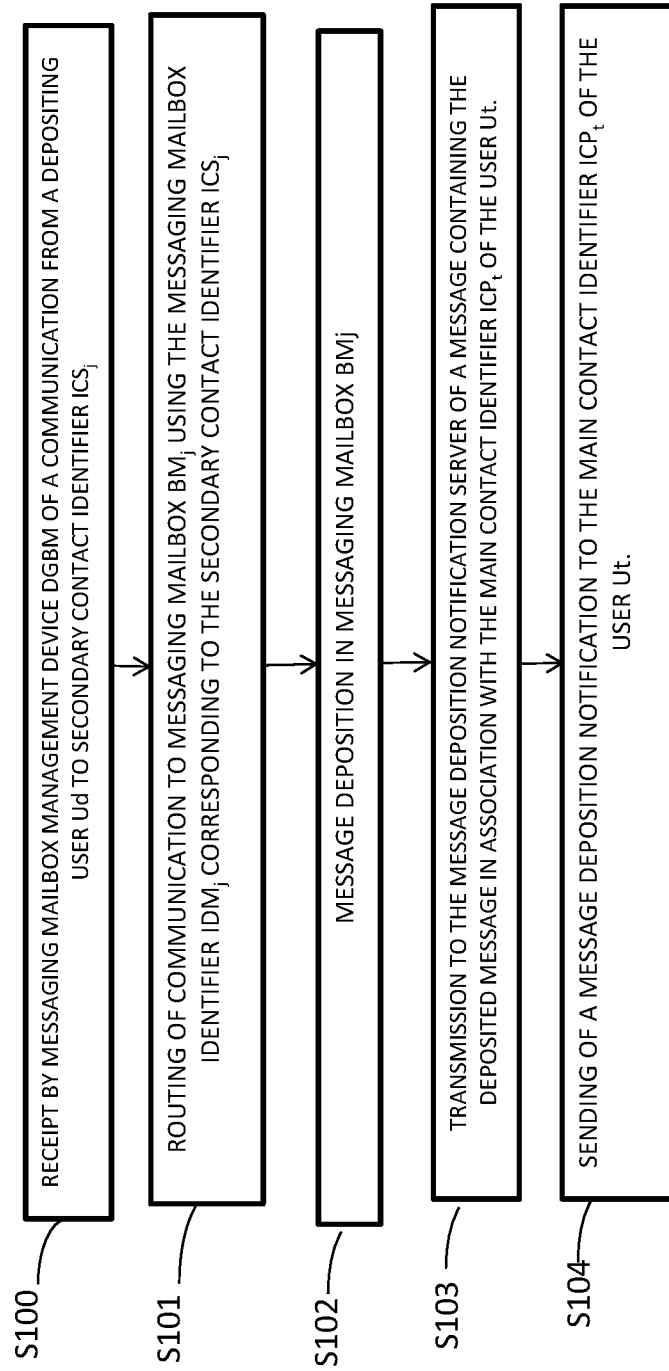 S100
RECEIPT BY MESSAGING MAILBOX MANAGEMENT DEVICE DGBM OF A COMMUNICATION FROM A DEPOSITING
USER Ud TO SECONDARY CONTACT IDENTIFIER ICSj
S101
ROUTING OF COMMUNICATION TO MESSAGING MAILBOX BMj USING THE MESSAGING MAILBOX
IDENTIFIER IDMj CORRESPONDING TO THE SECONDARY CONTACT IDENTIFIER ICSj
S102
MESSAGE DEPOSITION IN MESSAGING MAILBOX BMj
S103
TRANSMISSION TO THE MESSAGE DEPOSITION NOTIFICATION SERVER OF A MESSAGE CONTAINING THE
DEPOSITED MESSAGE IN ASSOCIATION WITH THE MAIN CONTACT IDENTIFIER ICPt OF THE USER Ut.
S104
SENDING OF A MESSAGE DEPOSITION NOTIFICATION TO THE MAIN CONTACT IDENTIFIER ICPt OF THE
USER Ut.